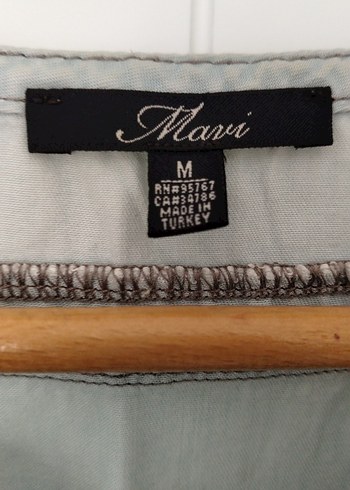 Mavi
M
RN#95767
CA#34786
MADE IN
TURKEY